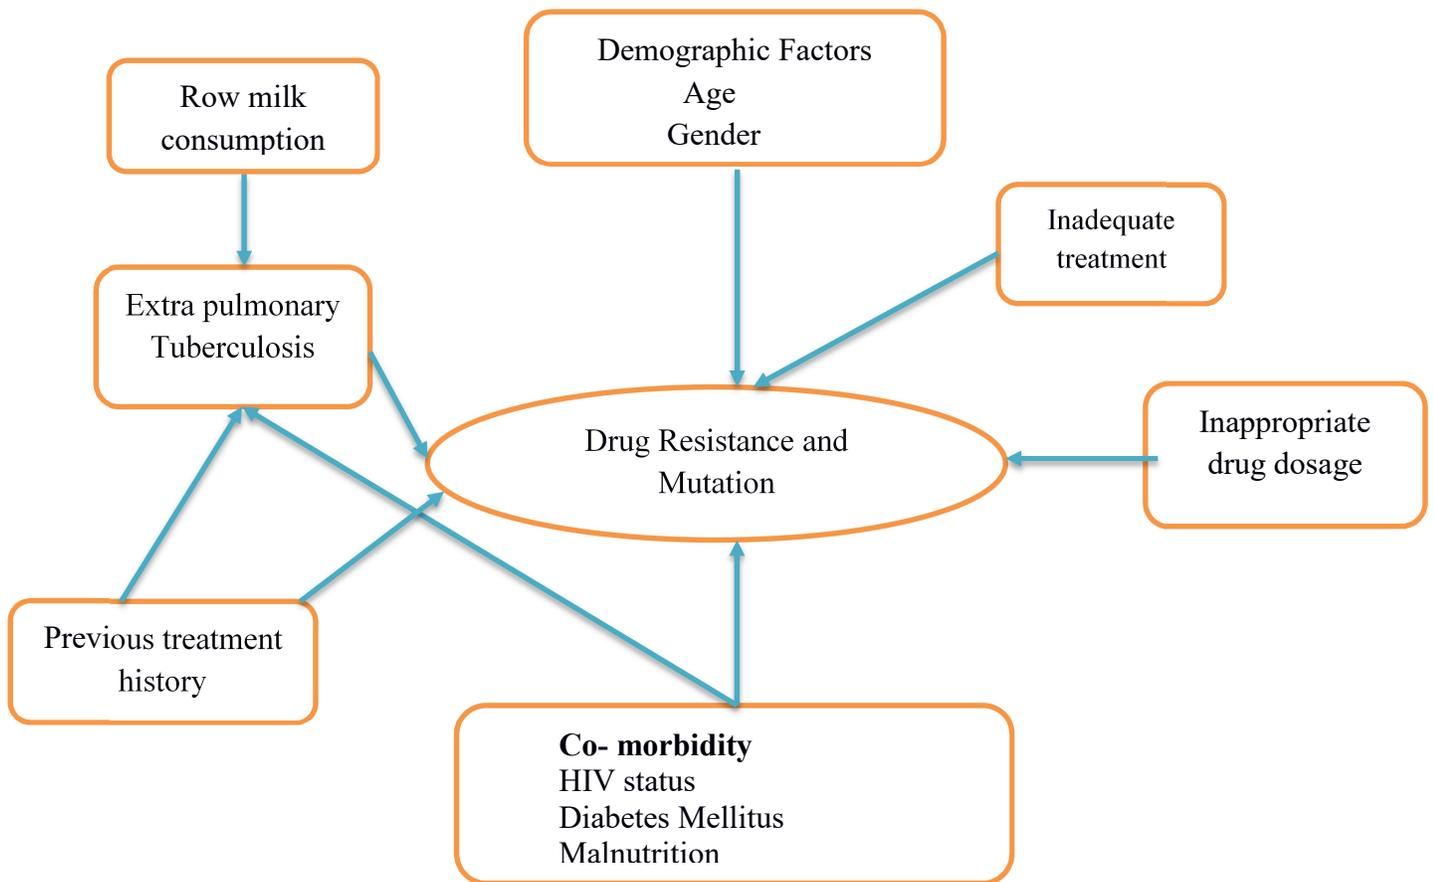 Demographic Factors
Age
Gender
Row milk
consumption
Inadequate
treatment
Extra pulmonary
Tuberculosis
Drug Resistance and
Mutation
Inappropriate
drug dosage
Previous treatment
history
Co- morbidity
HIV status
Diabetes Mellitus
Malnutrition